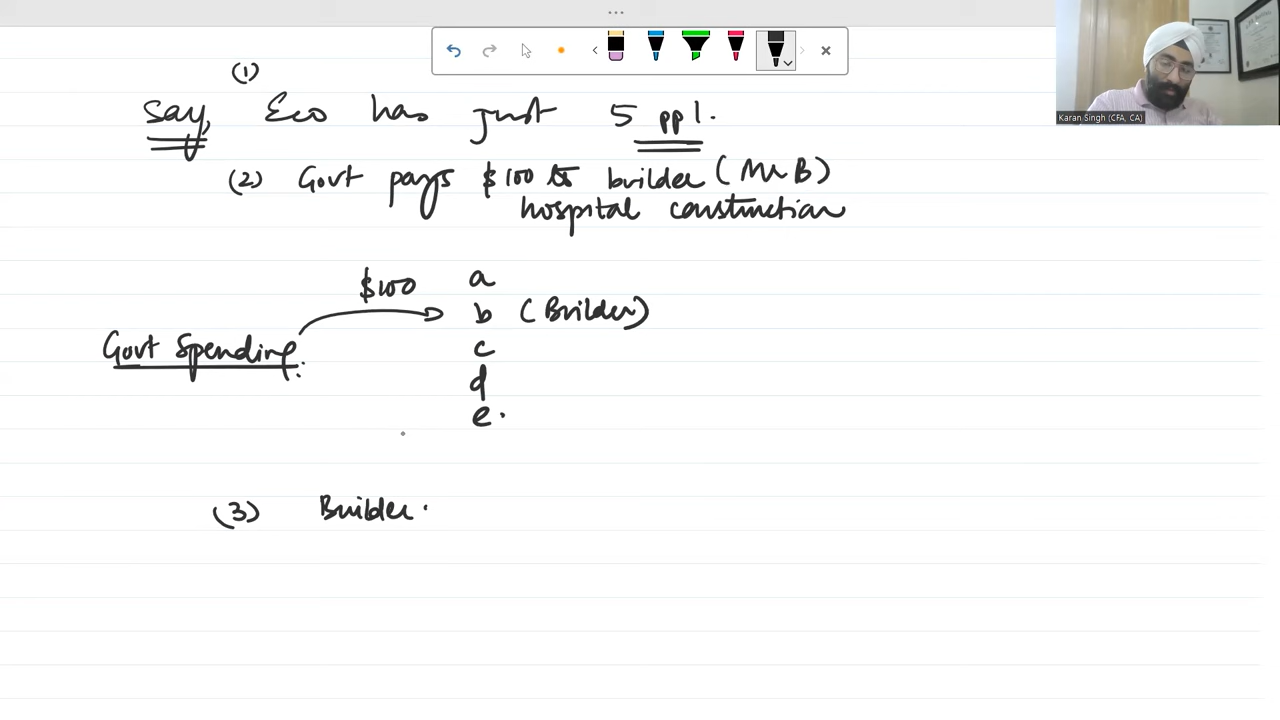 (1)
Say, Eco has just 5 ppl.
(2) Govt pays $100 to builder (Mr B)
hospital construction
$100 a
b (Builder)
Govt Spending: c
d
e.
(3) Builder.
Karan Singh (CFA, CA)